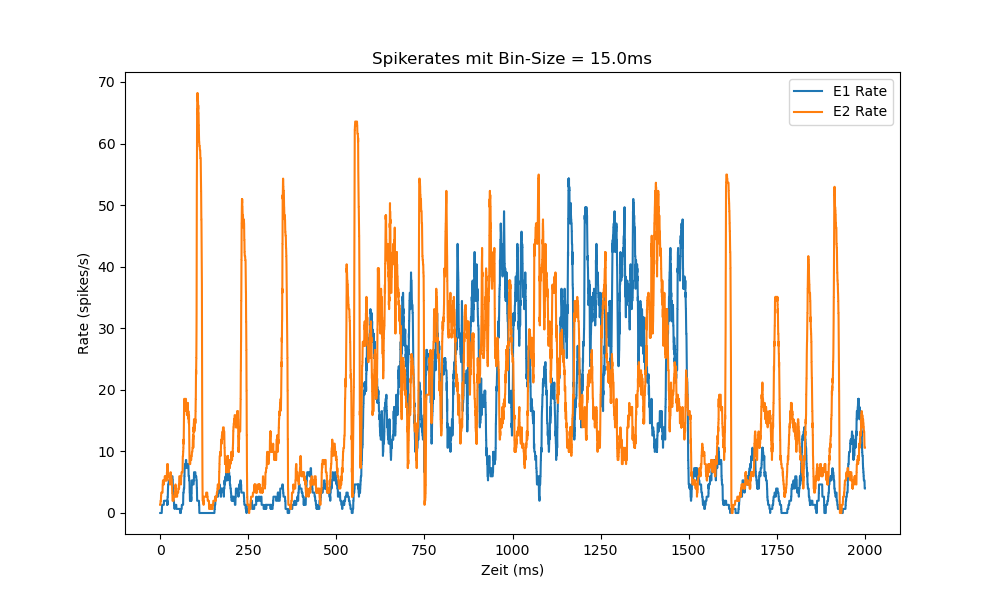 Spikerates mit Bin-Size = 15.0ms
E1 Rate
E2 Rate
70
60
50
40
30
20
10
0
Rate (spikes/s)
0 250 500 750 1000 1250 1500 1750 2000
Zeit (ms)